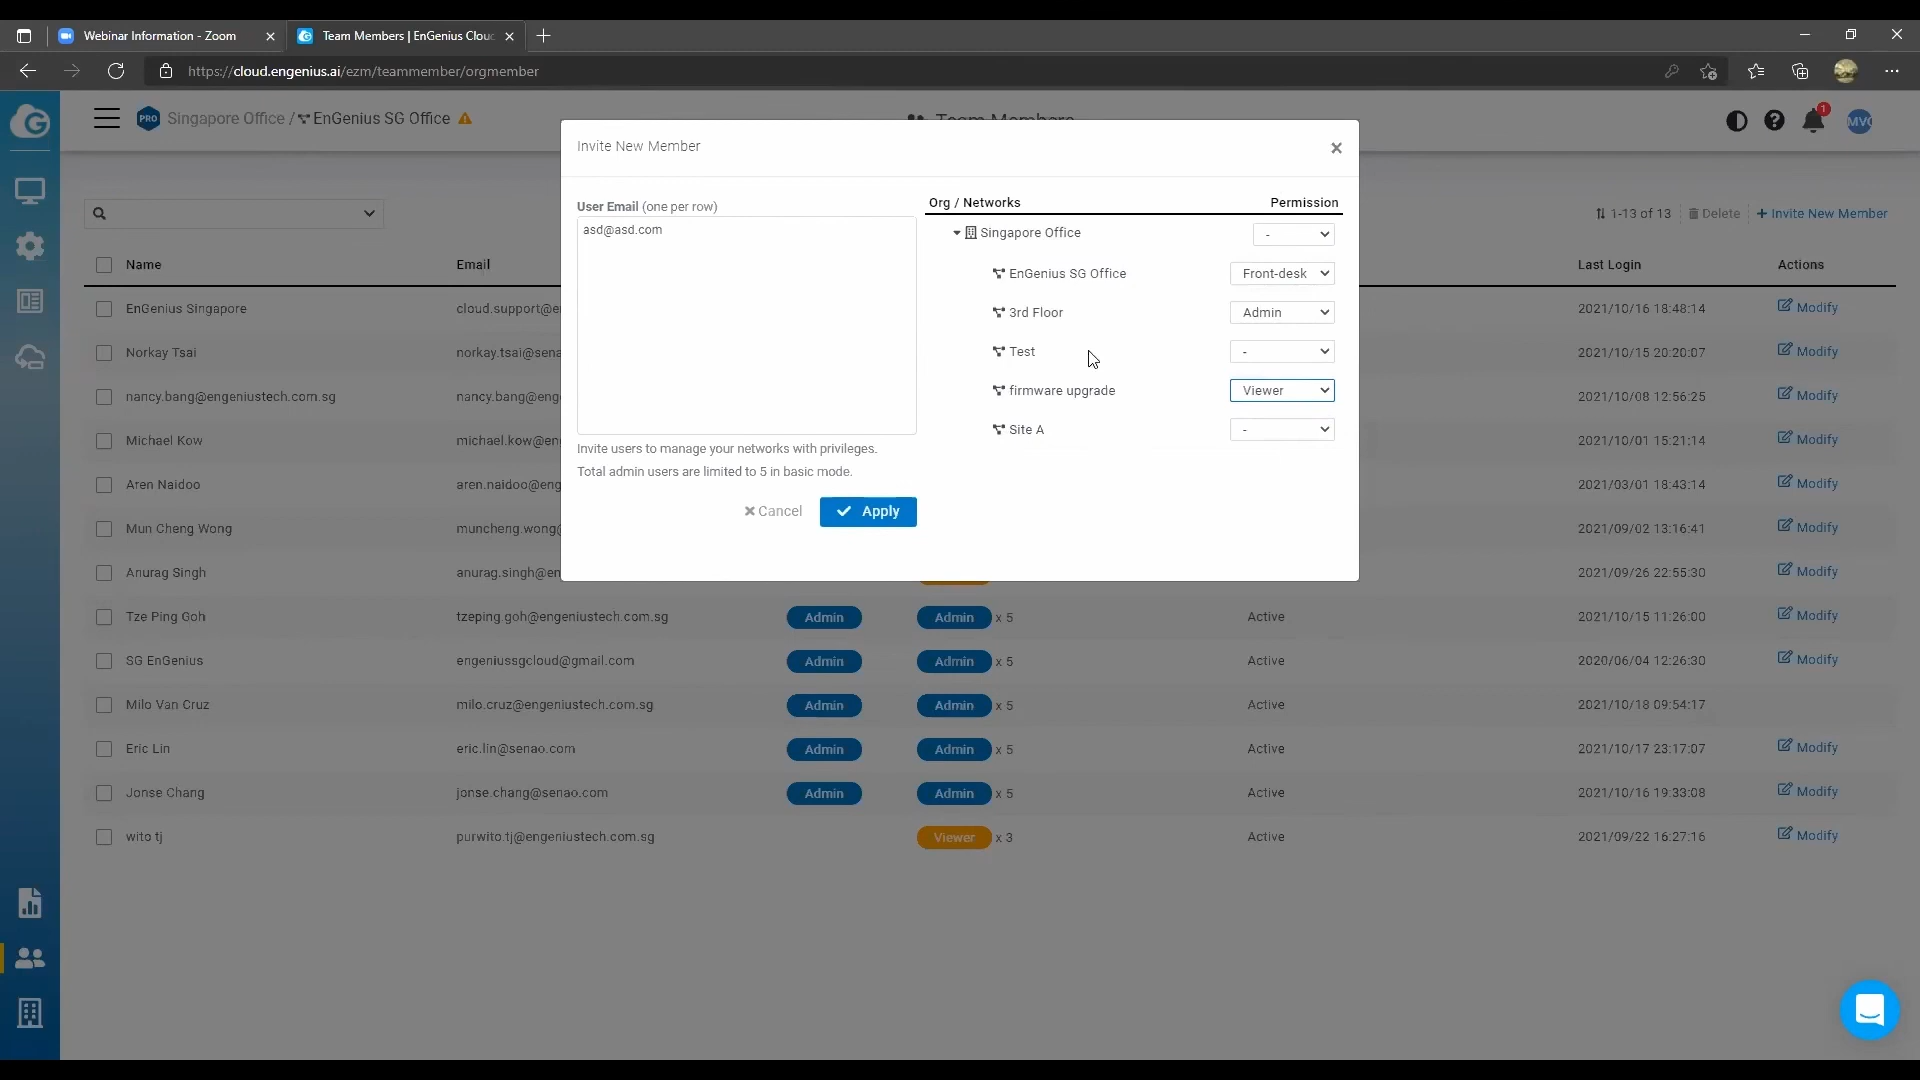 Webinar Information - Zoom
Team Members | EnGenius Clou
https://cloud.engenius.ai/ezm/teammember/orgmember
PRO Singapore Office / EnGenius SG Office
Team Members
1
MVC
1-13 of 13 Delete + Invite New Member
Name Email Last Login Actions
EnGenius Singapore cloud.support@e 2021/10/16 18:48:14 Modify
Norkay Tsai norkay.tsai@sena 2021/10/15 20:20:07 Modify
nancy.bang@engeniustech.com.sg nancy.bang@eng 2021/10/08 12:56:25 Modify
Michael Kow michael.kow@en 2021/10/01 15:21:14 Modify
Aren Naidoo aren.naidoo@eng 2021/03/01 18:43:14 Modify
Mun Cheng Wong muncheng.wong 2021/09/02 13:16:41 Modify
Anurag Singh anurag.singh@en 2021/09/26 22:55:30 Modify
Tze Ping Goh tzeping.goh@engeniustech.com.sg Admin Admin x 5 Active 2021/10/15 11:26:00 Modify
SG EnGenius engeniussgcloud@gmail.com Admin Admin x 5 Active 2020/06/04 12:26:30 Modify
Milo Van Cruz milo.cruz@engeniustech.com.sg Admin Admin x 5 Active 2021/10/18 09:54:17
Eric Lin eric.lin@senao.com Admin Admin x 5 Active 2021/10/17 23:17:07 Modify
Jonse Chang jonse.chang@senao.com Admin Admin x 5 Active 2021/10/16 19:33:08 Modify
wito tj purwito.tj@engeniustech.com.sg Viewer x 3 Active 2021/09/22 16:27:16 Modify
Invite New Member
User Email (one per row)
asd@asd.com
Invite users to manage your networks with privileges.
Total admin users are limited to 5 in basic mode.
Cancel Apply
Org / Networks Permission
Singapore Office -
EnGenius SG Office Front-desk
3rd Floor Admin
Test -
firmware upgrade Viewer
Site A -